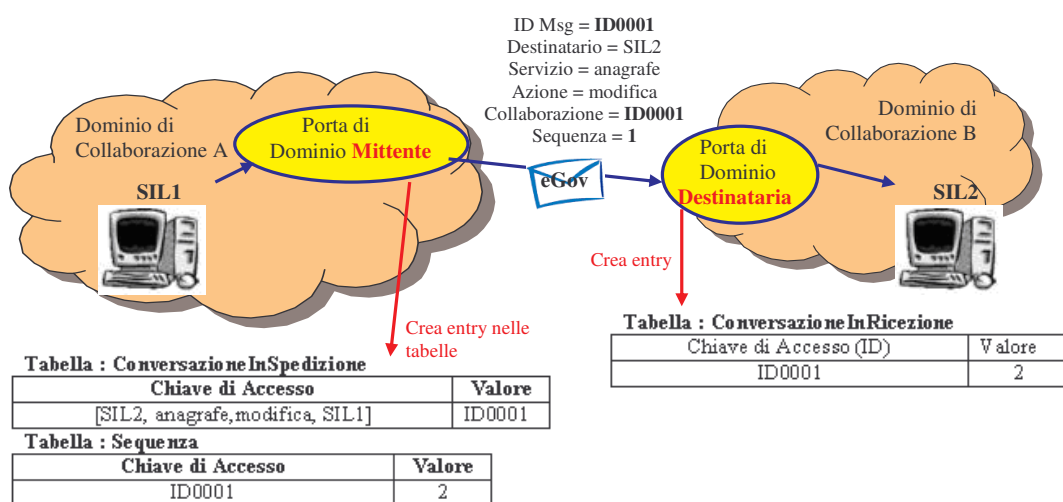 ID Msg = ID0001
Destinatario = SIL2
Servizio = anagrafe
Azione = modifica
Collaborazione = ID0001
Sequenza = 1
Dominio di
Collaborazione A
Porta di
Dominio Mittente
SIL1
eGov
Porta di
Dominio
Destinataria
Dominio di
Collaborazione B
SIL2
Crea entry nelle
tabelle
Crea entry
Tabella : ConversazioneInSpedizione
Chiave di Accesso Valore
[SIL2, anagrafe,modifica, SIL1] ID0001
Tabella : Sequenza
Chiave di Accesso Valore
ID0001 2
Tabella : ConversazioneInRicezione
Chiave di Accesso (ID) Valore
ID0001 2